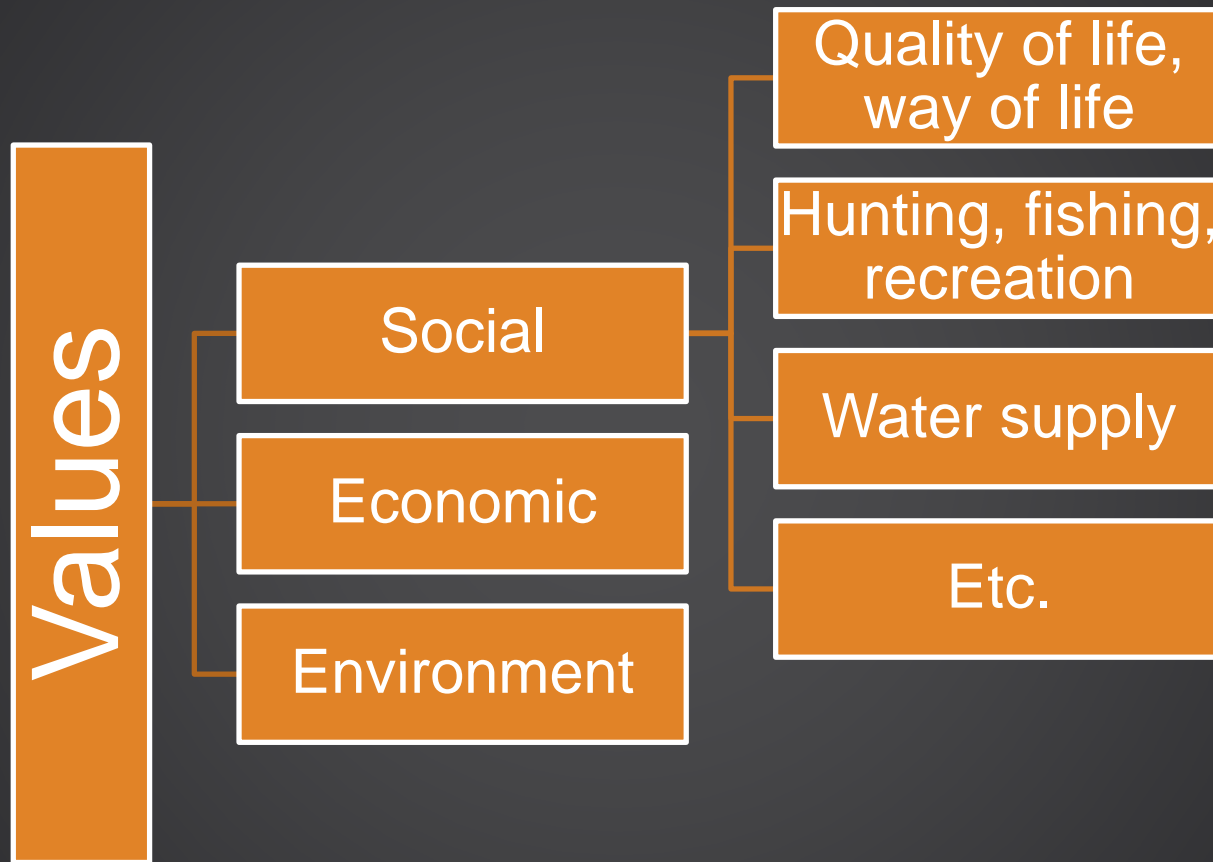 Values
Social
Economic
Environment
Quality of life,
way of life
Hunting, fishing,
recreation
Water supply
Etc.